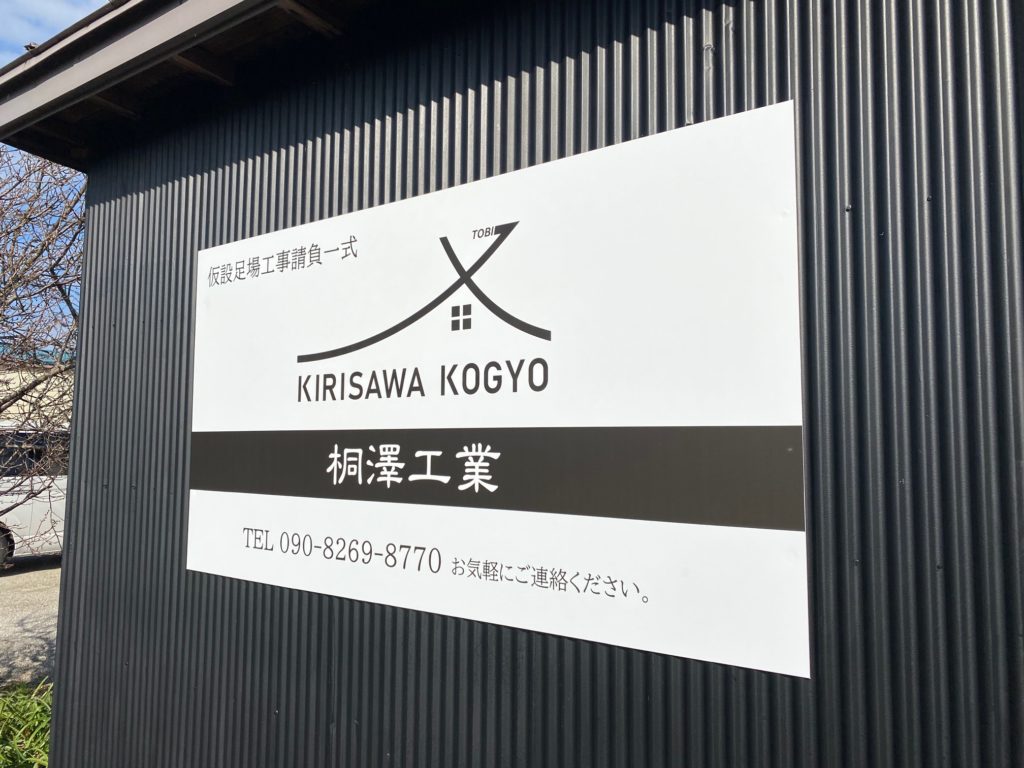 仮設足場工事請負一式
TOBI
KIRISAWA KOGYO
桐澤工業
TEL 090-8269-8770 お気軽にご連絡ください。